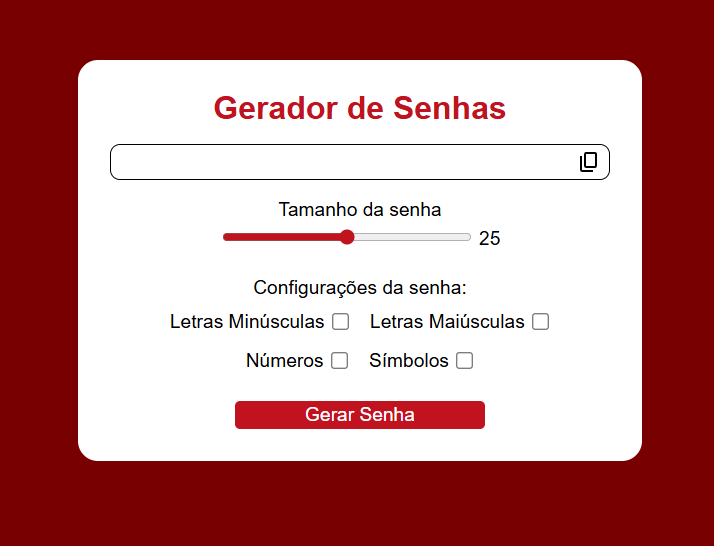 Gerador de Senhas
Tamanho da senha
25
Configurações da senha:
Letras Minúsculas Letras Maiúsculas
Números Símbolos
Gerar Senha